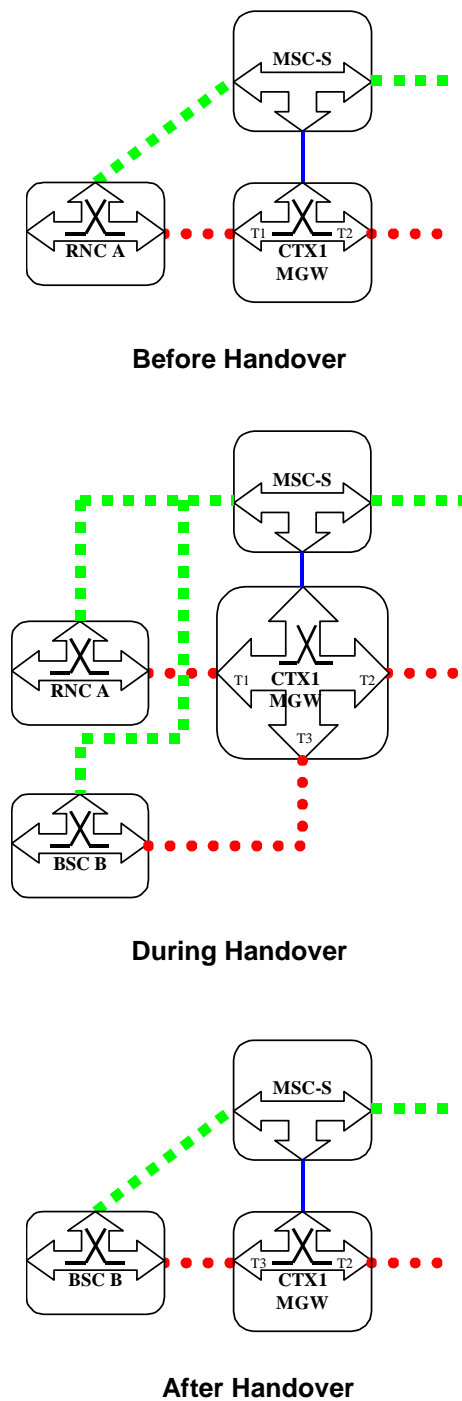 MSC-S
RNC A
T1
T2
CTX1
MGW
Before Handover
MSC-S
RNC A
T1
T2
CTX1
MGW
T3
BSC B
During Handover
MSC-S
BSC B
T3
T2
CTX1
MGW
After Handover